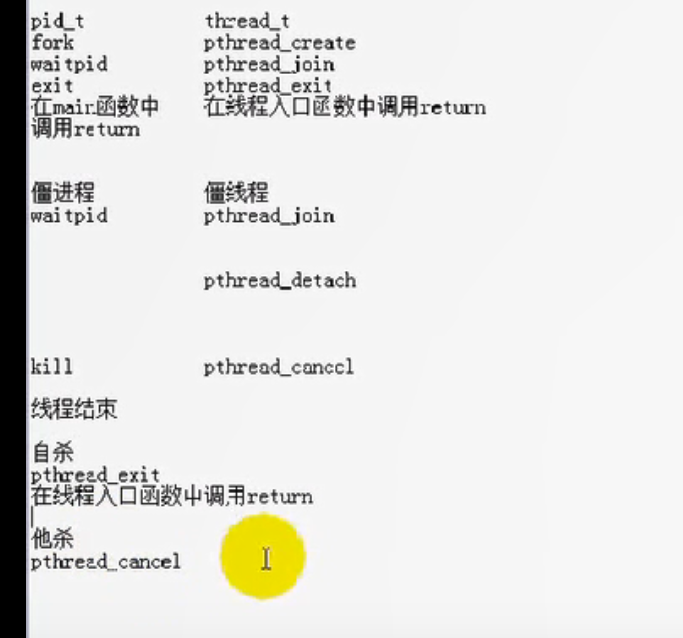 pid_t thread_t
fork pthread_create
waitpid pthread_join
exit pthread_exit
在main函数中 在线程入口函数中调用return
调用return
僵进程 僵线程
waitpid pthread_join
pthread_detach
kill pthread_cancel
线程结束
自杀
pthread_exit
在线程入口函数中调用return
他杀
pthread_cancel